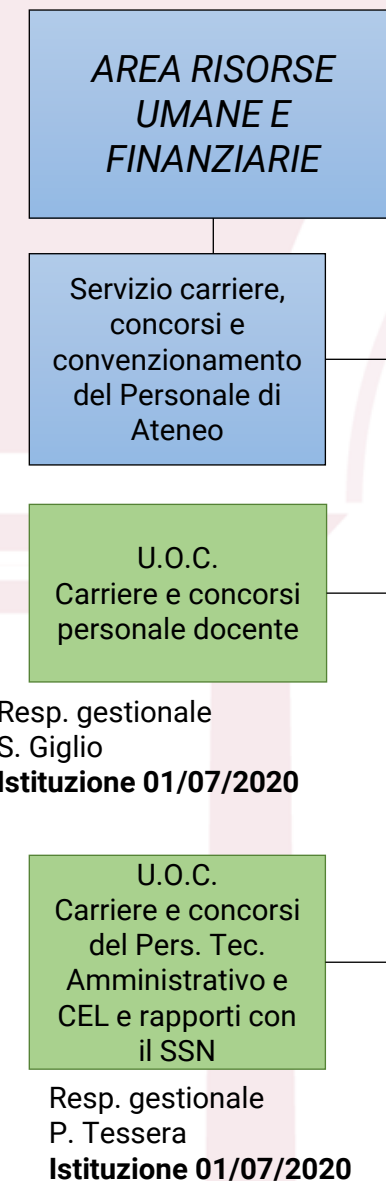 AREA RISORSE
UMANE E
FINANZIARIE
Servizio carriere,
concorsi e
convenzionamento
del Personale di
Ateneo
U.O.C.
Carriere e concorsi
personale docente
Resp. gestionale
S. Giglio
Istituzione 01/07/2020
U.O.C.
Carriere e concorsi
del Pers. Tec.
Amministrativo e
CEL e rapporti con
il SSN
Resp. gestionale
P. Tessera
Istituzione 01/07/2020